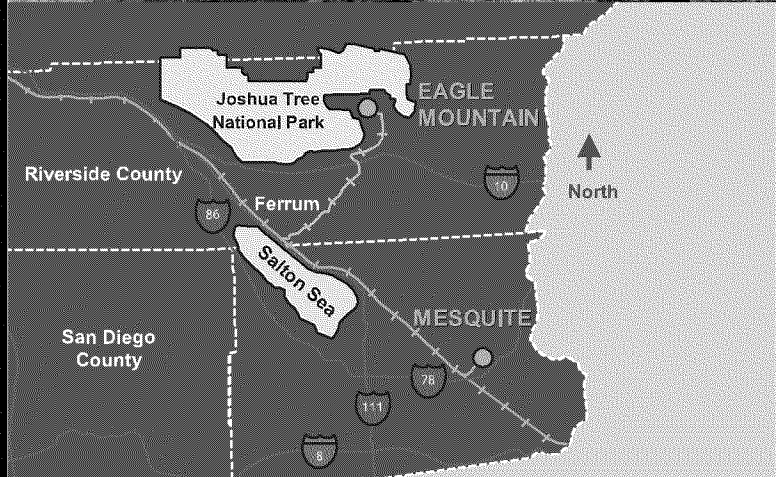 Joshua Tree
National Park
EAGLE
MOUNTAIN
Riverside County
10
North
86
Ferrum
Salton Sea
MESQUITE
San Diego
County
78
111
8